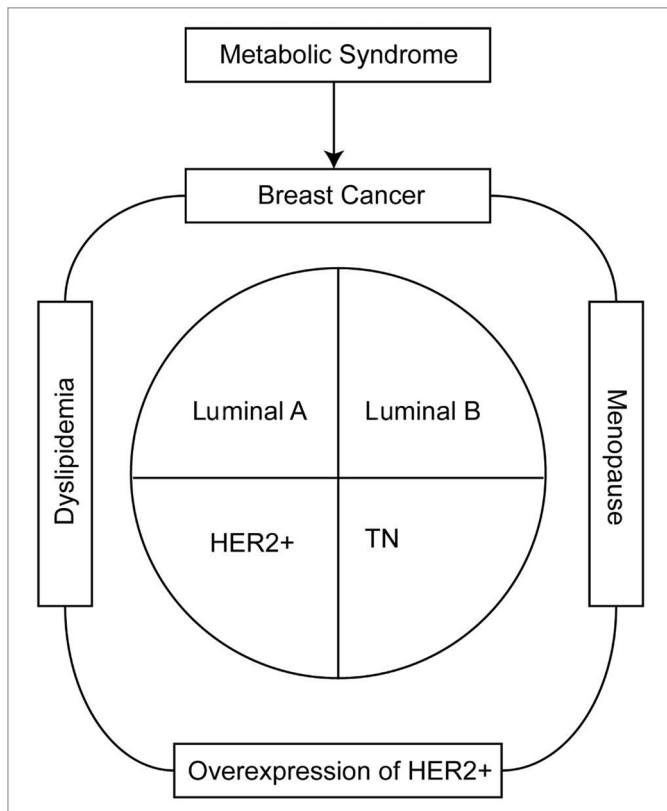 Metabolic Syndrome
Breast Cancer
Dyslipidemia
Luminal A
Luminal B
HER2+
TN
Menopause
Overexpression of HER2+